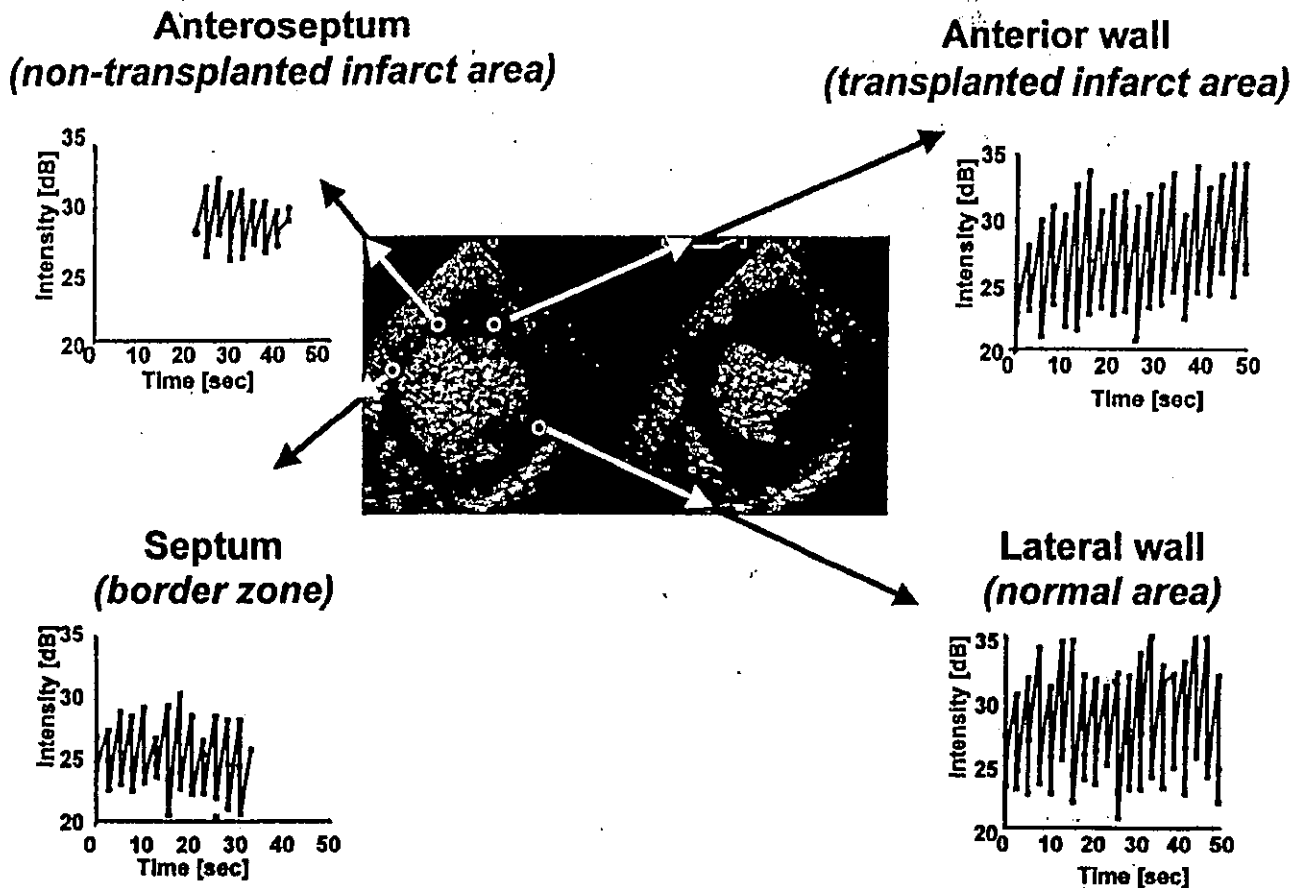 Anteroseptum
(non-transplanted infarct area)
35
30
25
20
Intensity [dB]
0 10 20 30 40 50
Time [sec]
Anterior wall
(transplanted infarct area)
35
30
25
20
Intensity [dB]
0 10 20 30 40 50
Time [sec]
Septum
(border zone)
35
30
25
20
Intensity [dB]
0 10 20 30 40 50
Time [sec]
Lateral wall
(normal area)
35
30
25
20
Intensity [dB]
0 10 20 30 40 50
Time [sec]